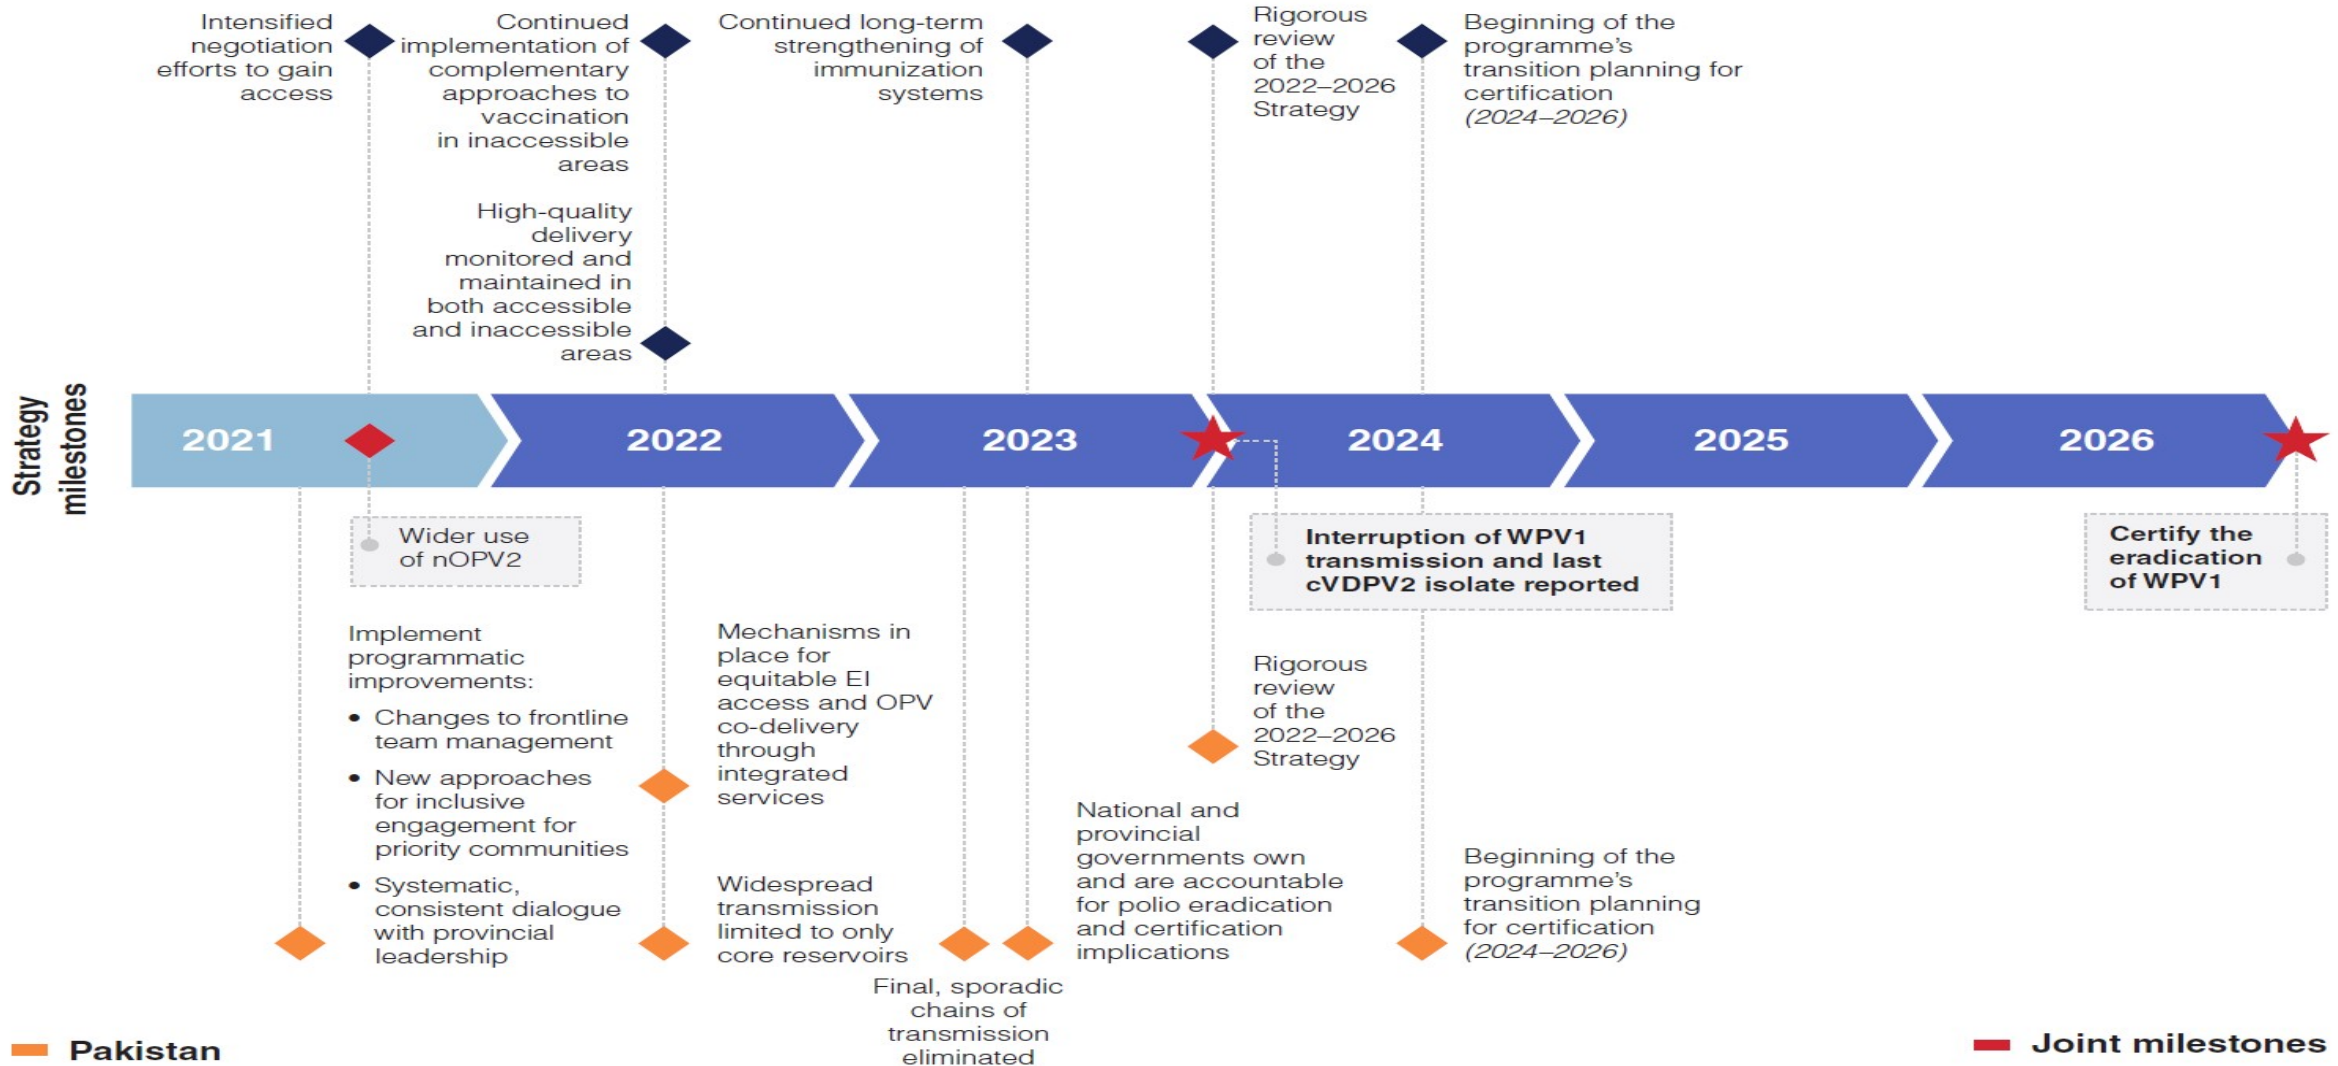 Intensified
negotiation
efforts to gain
access
Continued
implementation of
complementary
approaches to
vaccination
in inaccessible
areas
High-quality
delivery
monitored and
maintained in
both accessible
and inaccessible
areas
Continued long-term
strengthening of
immunization
systems
Rigorous
review
of the
2022–2026
Strategy
Beginning of the
programme’s
transition planning for
certification
(2024–2026)
Strategy
milestones
2021
2022
2023
2024
2025
2026
Wider use
of nOPV2
Interruption of WPV1
transmission and last
cVDPV2 isolate reported
Certify the
eradication
of WPV1
Implement
programmatic
improvements:
• Changes to frontline
team management
• New approaches
for inclusive
engagement for
priority communities
• Systematic,
consistent dialogue
with provincial
leadership
Mechanisms in
place for
equitable EI
access and OPV
co-delivery
through
integrated
services
Widespread
transmission
limited to only
core reservoirs
Final, sporadic
chains of
transmission
eliminated
National and
provincial
governments own
and are accountable
for polio eradication
and certification
implications
Rigorous
review
of the
2022–2026
Strategy
Beginning of the
programme’s
transition planning
for certification
(2024–2026)
Pakistan
Joint milestones